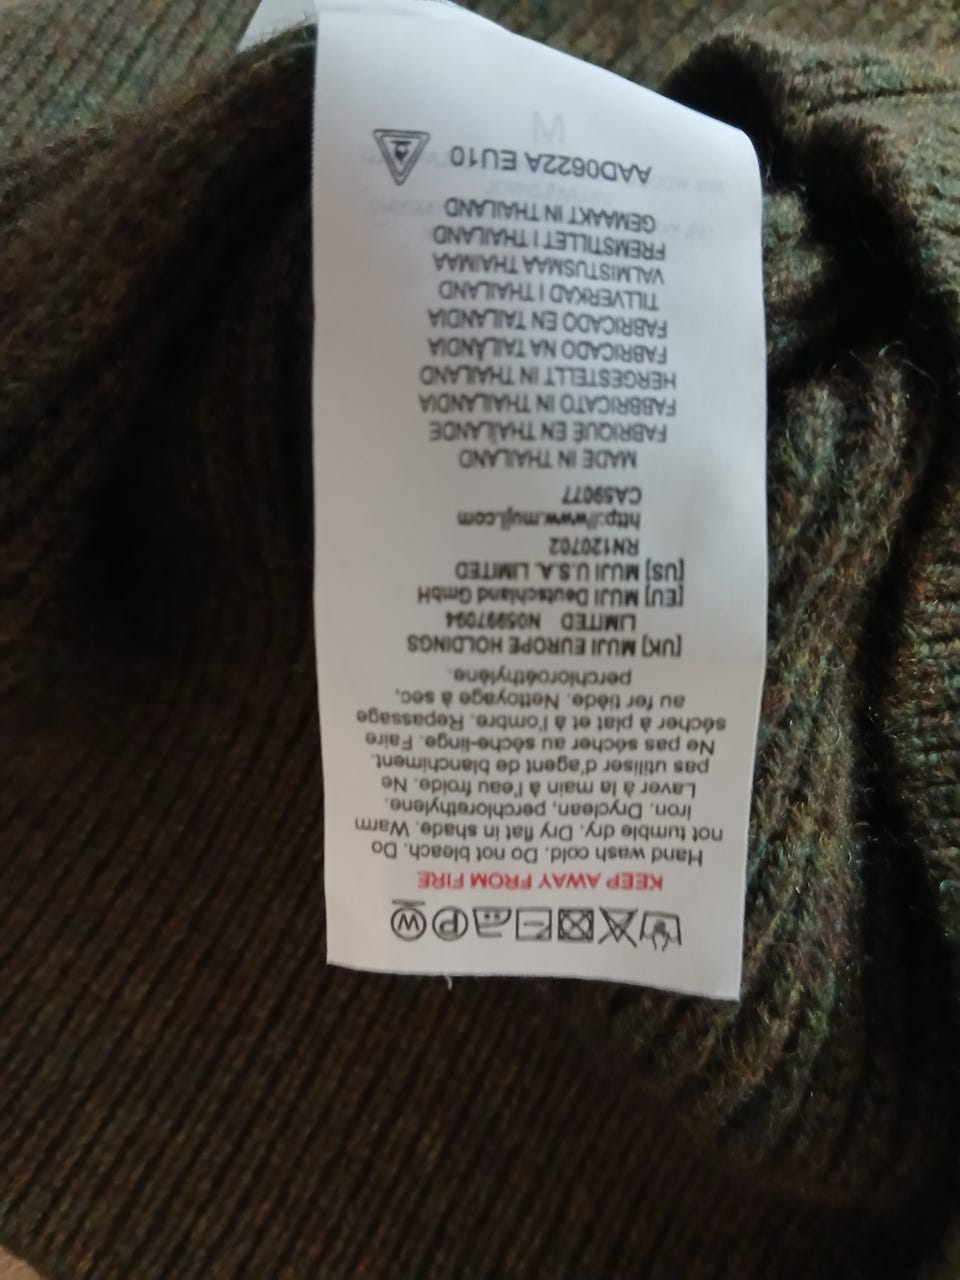 KEEP AWAY FROM FIRE
Hand wash cold. Do not bleach. Do
not tumble dry. Dry flat in shade. Warm
iron. Dryclean, perchlorethylene.
Laver à la main à l'eau froide. Ne
pas utiliser d'agent de blanchiment.
Ne pas sécher au sèche-linge. Faire
sécher à plat et à l'ombre. Repassage
au fer tiède. Nettoyage à sec,
perchloroéthylène.
[UK] MUJI EUROPE HOLDINGS
LIMITED N05997094
[EU] MUJI Deutschland GmbH
[US] MUJI U.S.A. LIMITED
RN120702
http://www.muji.com
CA59077
MADE IN THAILAND
FABRIQUÉ EN THAÏLANDE
FABBRICATO IN THAILANDIA
HERGESTELLT IN THAILAND
FABRICADO NA TAILÂNDIA
FABRICADO EN TAILANDIA
TILLVERKAD I THAILAND
VALMISTUSMAA THAIMAA
FREMSTILLET I THAILAND
GEMAAKT IN THAILAND
AAD0622A EU10
M